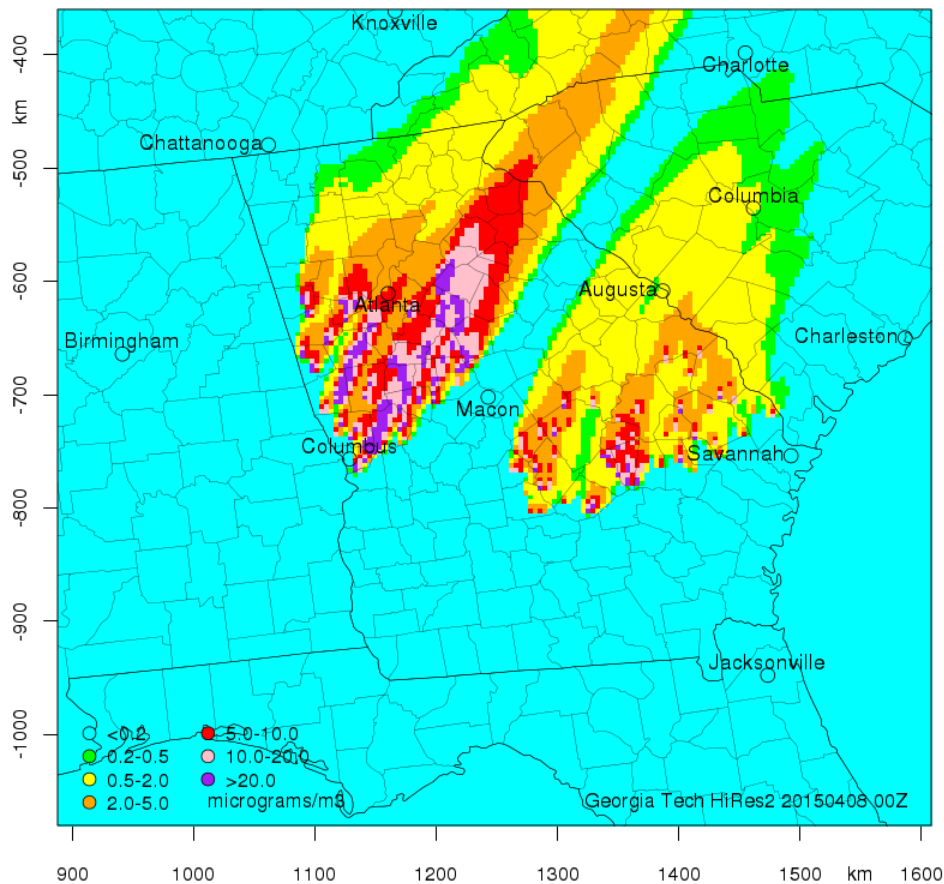 Knoxville
Charlotte
Chattanooga
Columbia
Augusta
Atlanta
Birmingham
Charleston
Macon
Columbus
Savannah
Jacksonville
<0.2
0.2-0.5
0.5-2.0
2.0-5.0
5.0-10.0
10.0-20.0
>20.0
micrograms/m3
Georgia Tech HiRes2 20150408 00Z
-400
km
-500
-600
-700
-800
-900
-1000
900 1000 1100 1200 1300 1400 1500 km 1600